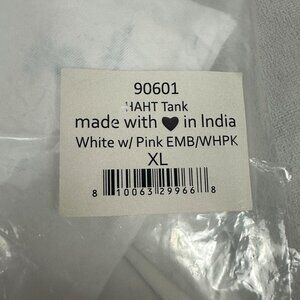 90601
HAHT Tank
made with ♥ in India
White w/ Pink EMB/WHPK
XL
8 10063 29966 8